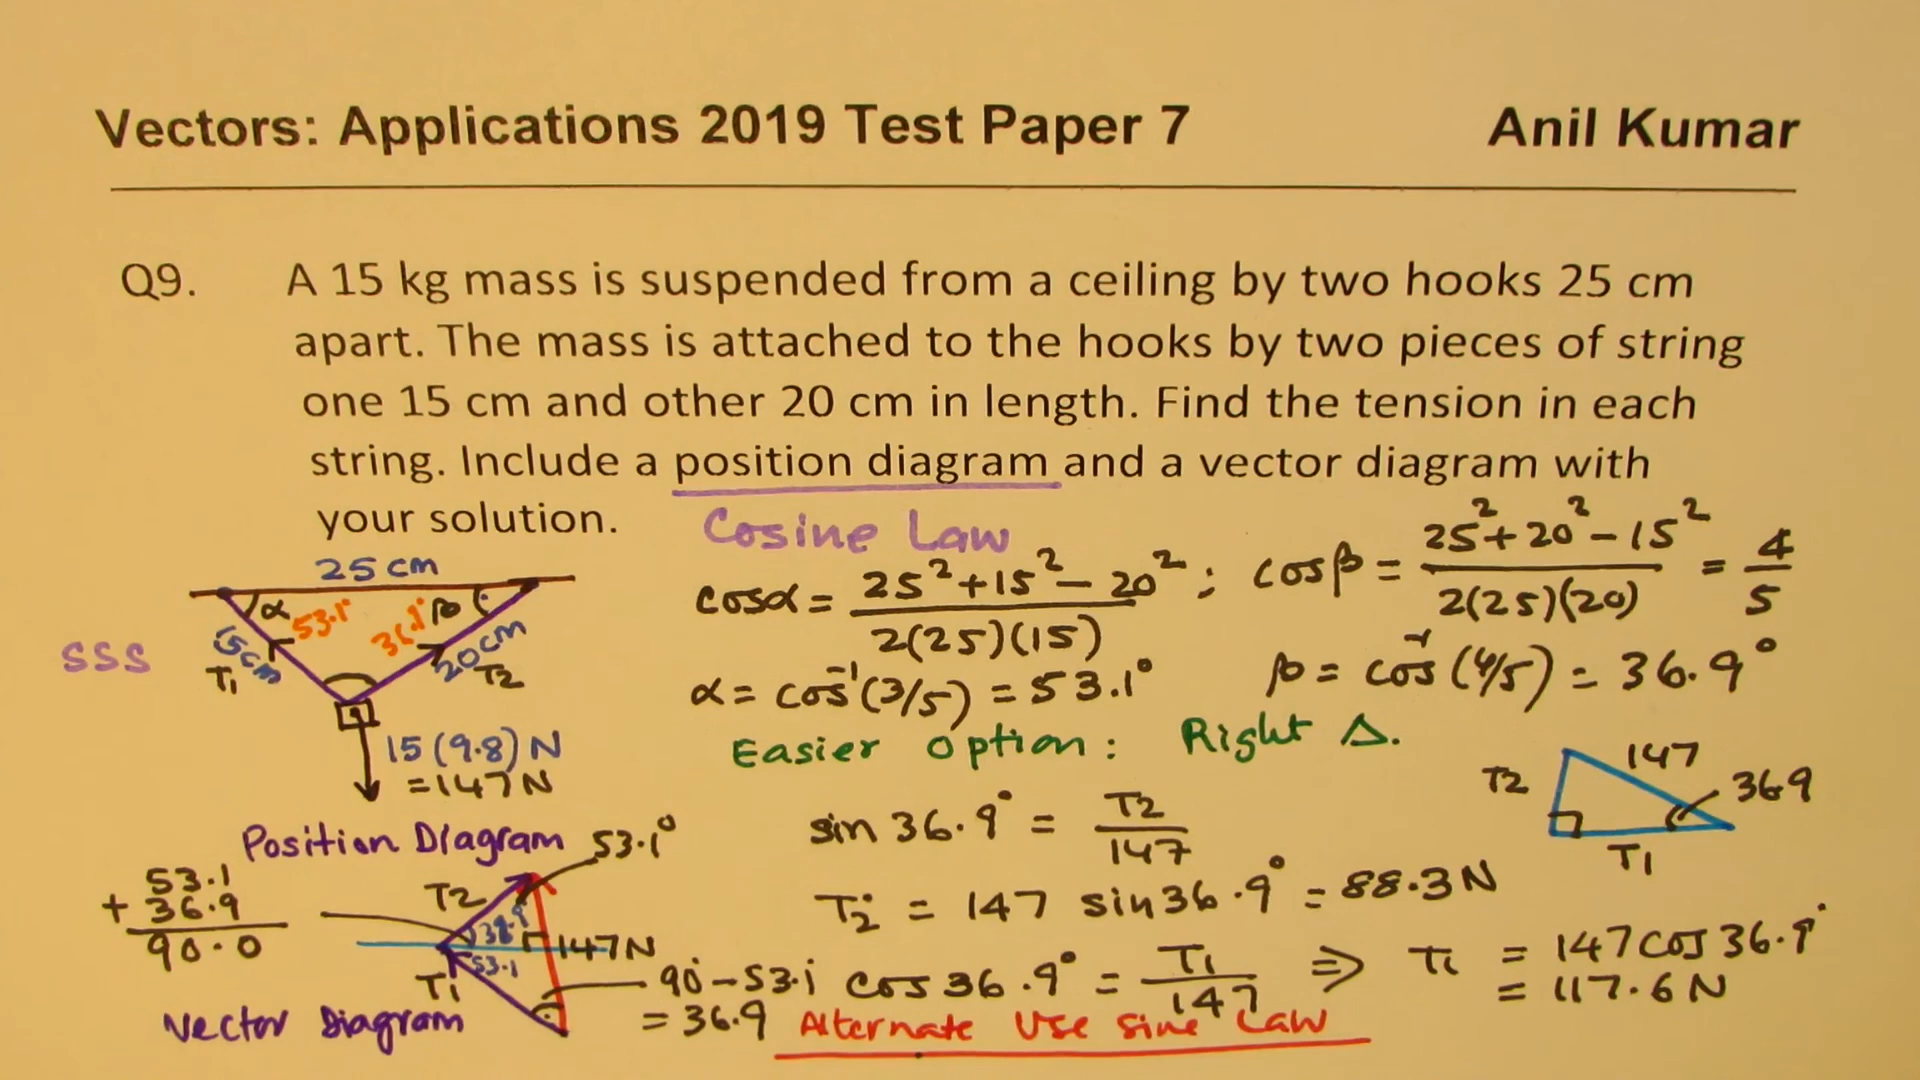 Vectors: Applications 2019 Test Paper 7 Anil Kumar
Q9. A 15 kg mass is suspended from a ceiling by two hooks 25 cm
apart. The mass is attached to the hooks by two pieces of string
one 15 cm and other 20 cm in length. Find the tension in each
string. Include a position diagram and a vector diagram with
your solution.
Cosine Law
25 cm
α 53.1°
36.9° β
SSS
15 cm
T1
20 cm
T2
15 (9.8) N
= 147 N
Position Diagram
cosα = (25² + 15² - 20²) / 2(25)(15) ; cosβ = (25² + 20² - 15²) / 2(25)(20) = 4/5
α = cos⁻¹(3/5) = 53.1° β = cos⁻¹(4/5) = 36.9°
Easier Option: Right Δ.
T2 147 36.9
T1
sin 36.9° = T2/147
T2 = 147 sin 36.9° = 88.3 N
cos 36.9° = T1/147 ⇒ T1 = 147 cos 36.9°
= 117.6 N
53.1
+ 36.9
90.0
53.1°
T2
147 N
53.1
T1
90 - 53.1
= 36.9
Vector Diagram
Alternate Use Sine Law